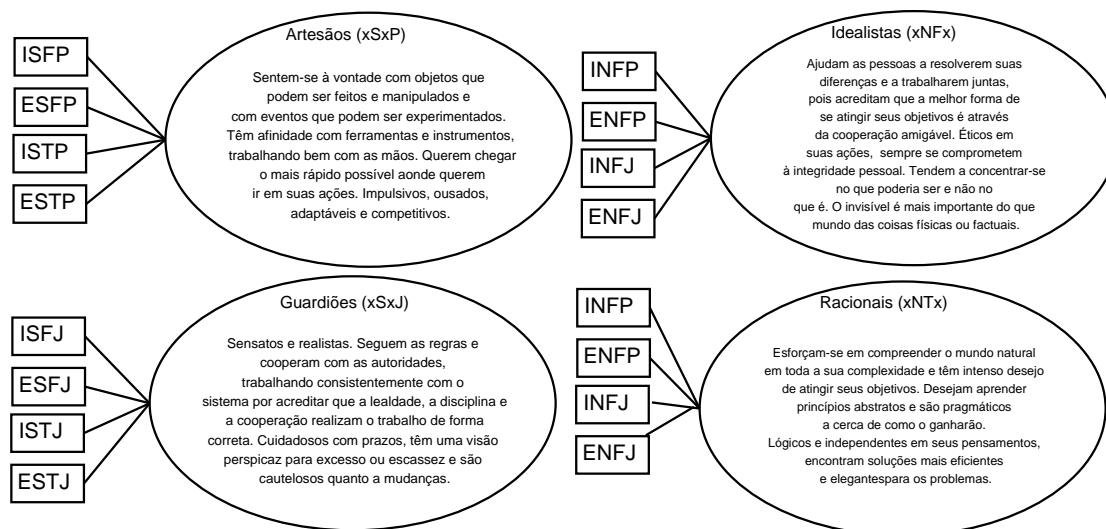 ISFP
ESFP
ISTP
ESTP
Artesãos (xSxP)
Sentem-se à vontade com objetos que
podem ser feitos e manipulados e
com eventos que podem ser experimentados.
Têm afinidade com ferramentas e instrumentos,
trabalhando bem com as mãos. Querem chegar
o mais rápido possível aonde querem
ir em suas ações. Impulsivos, ousados,
adaptáveis e competitivos.
INFP
ENFP
INFJ
ENFJ
Idealistas (xNFx)
Ajudam as pessoas a resolverem suas
diferenças e a trabalharem juntas,
pois acreditam que a melhor forma de
se atingir seus objetivos é através
da cooperação amigável. Éticos em
suas ações, sempre se comprometem
à integridade pessoal. Tendem a concentrar-se
no que poderia ser e não no
que é. O invisível é mais importante do que
mundo das coisas físicas ou factuais.
ISFJ
ESFJ
ISTJ
ESTJ
Guardiões (xSxJ)
Sensatos e realistas. Seguem as regras e
cooperam com as autoridades,
trabalhando consistentemente com o
sistema por acreditar que a lealdade, a disciplina e
a cooperação realizam o trabalho de forma
correta. Cuidadosos com prazos, têm uma visão
perspicaz para excesso ou escassez e são
cautelosos quanto a mudanças.
INFP
ENFP
INFJ
ENFJ
Racionais (xNTx)
Esforçam-se em compreender o mundo natural
em toda a sua complexidade e têm intenso desejo
de atingir seus objetivos. Desejam aprender
princípios abstratos e são pragmáticos
a cerca de como o ganharão.
Lógicos e independentes em seus pensamentos,
encontram soluções mais eficientes
e elegantespara os problemas.